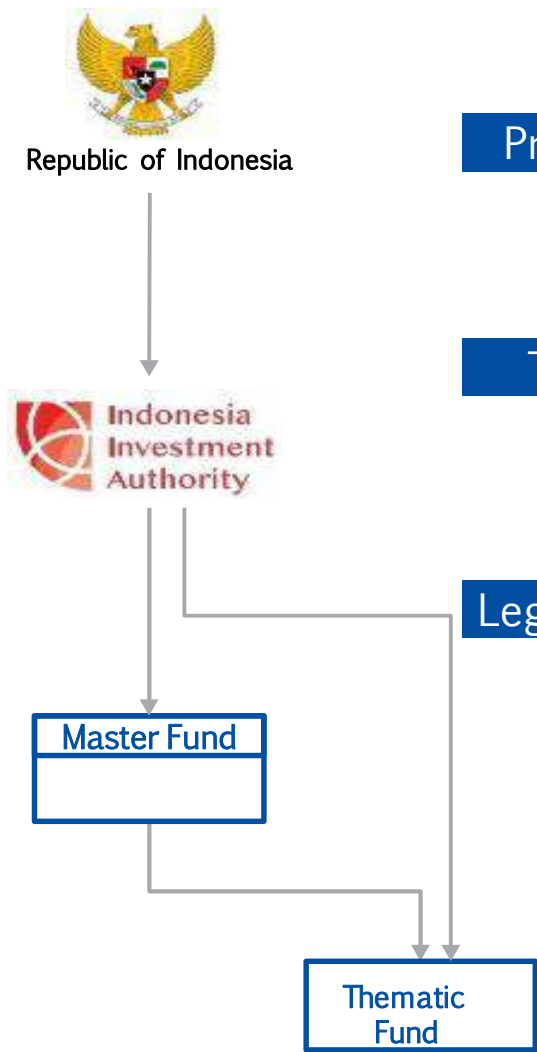 Republic of Indonesia
Indonesia
Investment
Authority
Master Fund
Thematic
Fund